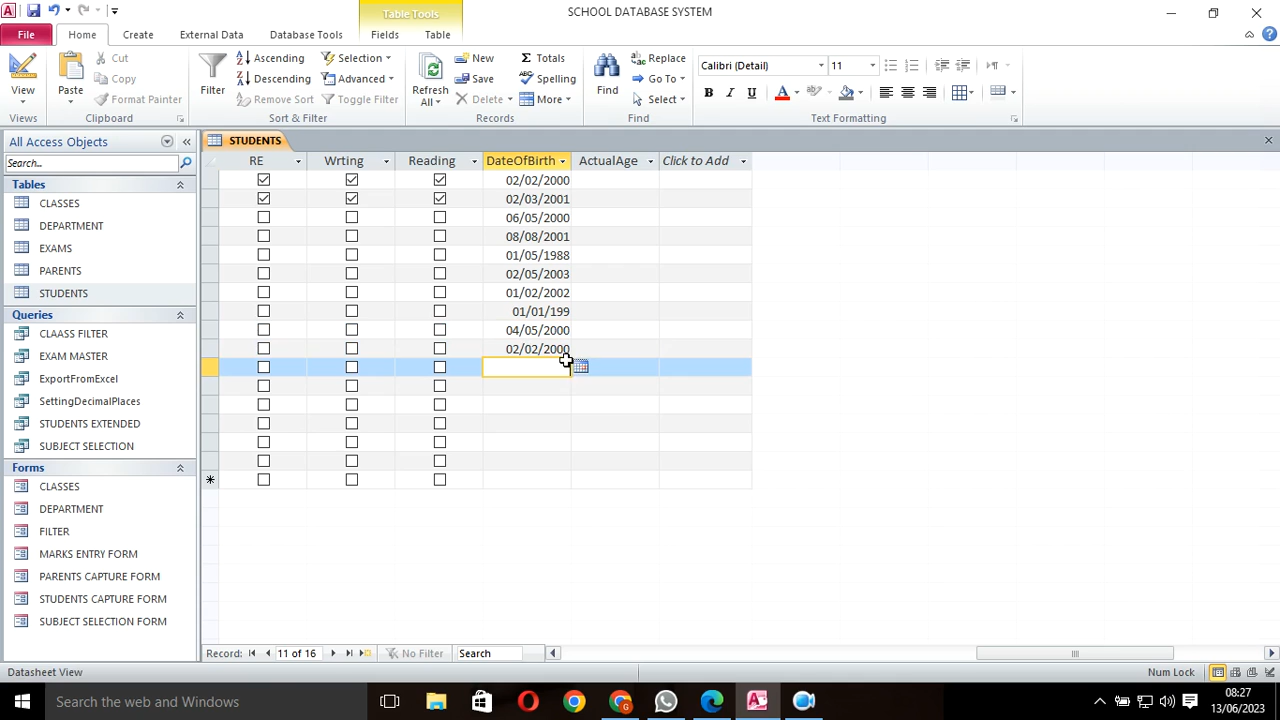 Table Tools
SCHOOL DATABASE SYSTEM
File
Home
Create
External Data
Database Tools
Fields
Table
View
Views
Paste
Cut
Copy
Format Painter
Clipboard
Filter
Ascending
Descending
Remove Sort
Selection
Advanced
Toggle Filter
Sort & Filter
Refresh
All
New
Save
Delete
Totals
Spelling
More
Records
Find
Replace
Go To
Select
Find
Calibri (Detail)
11
B I U
Text Formatting
All Access Objects
Search...
Tables
CLASSES
DEPARTMENT
EXAMS
PARENTS
STUDENTS
Queries
CLAASS FILTER
EXAM MASTER
ExportFromExcel
SettingDecimalPlaces
STUDENTS EXTENDED
SUBJECT SELECTION
Forms
CLASSES
DEPARTMENT
FILTER
MARKS ENTRY FORM
PARENTS CAPTURE FORM
STUDENTS CAPTURE FORM
SUBJECT SELECTION FORM
STUDENTS
RE Wrting Reading DateOfBirth ActualAge Click to Add
02/02/2000
02/03/2001
06/05/2000
08/08/2001
01/05/1988
02/05/2003
01/02/2002
01/01/199
04/05/2000
02/02/2000
Record: 11 of 16 No Filter Search
Datasheet View
Num Lock
Search the web and Windows
08:27
13/06/2023